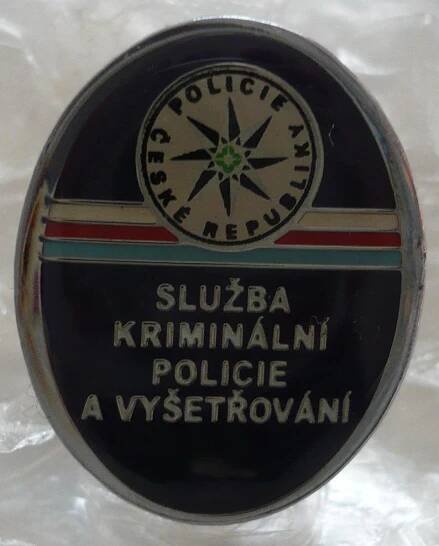 POLICIE
ČESKÉ REPUBLIKY
SLUŽBA
KRIMINÁLNÍ
POLICIE
A VYŠETŘOVÁNÍ